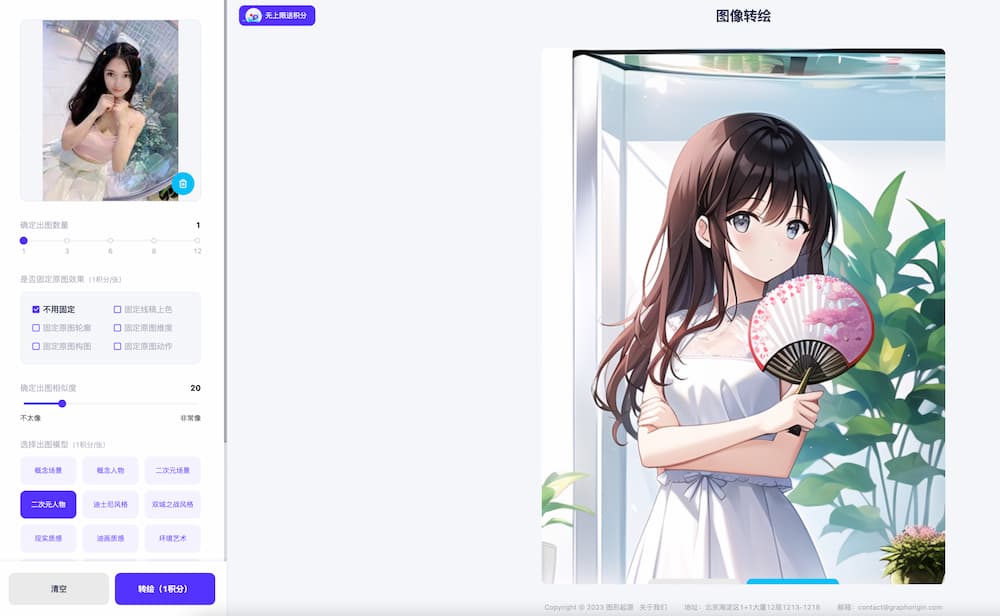 无上限送积分
图像转绘
确定出图数量
1
1 3 6 8 12
是否固定原图效果 (1积分/张)
不用固定
固定线稿上色
固定原图轮廓
固定原图维度
固定原图构图
固定原图动作
确定出图相似度
20
不太像
非常像
选择出图模型 (1积分/张)
概念场景
概念人物
二次元场景
二次元人物
迪士尼风格
双城之战风格
现实质感
油画质感
环境艺术
清空
转绘（1积分）
Copyright © 2023 图形起源 关于我们 地址：北京海淀区1+1大厦12层1213-1218 邮箱：contact@graphorigin.com